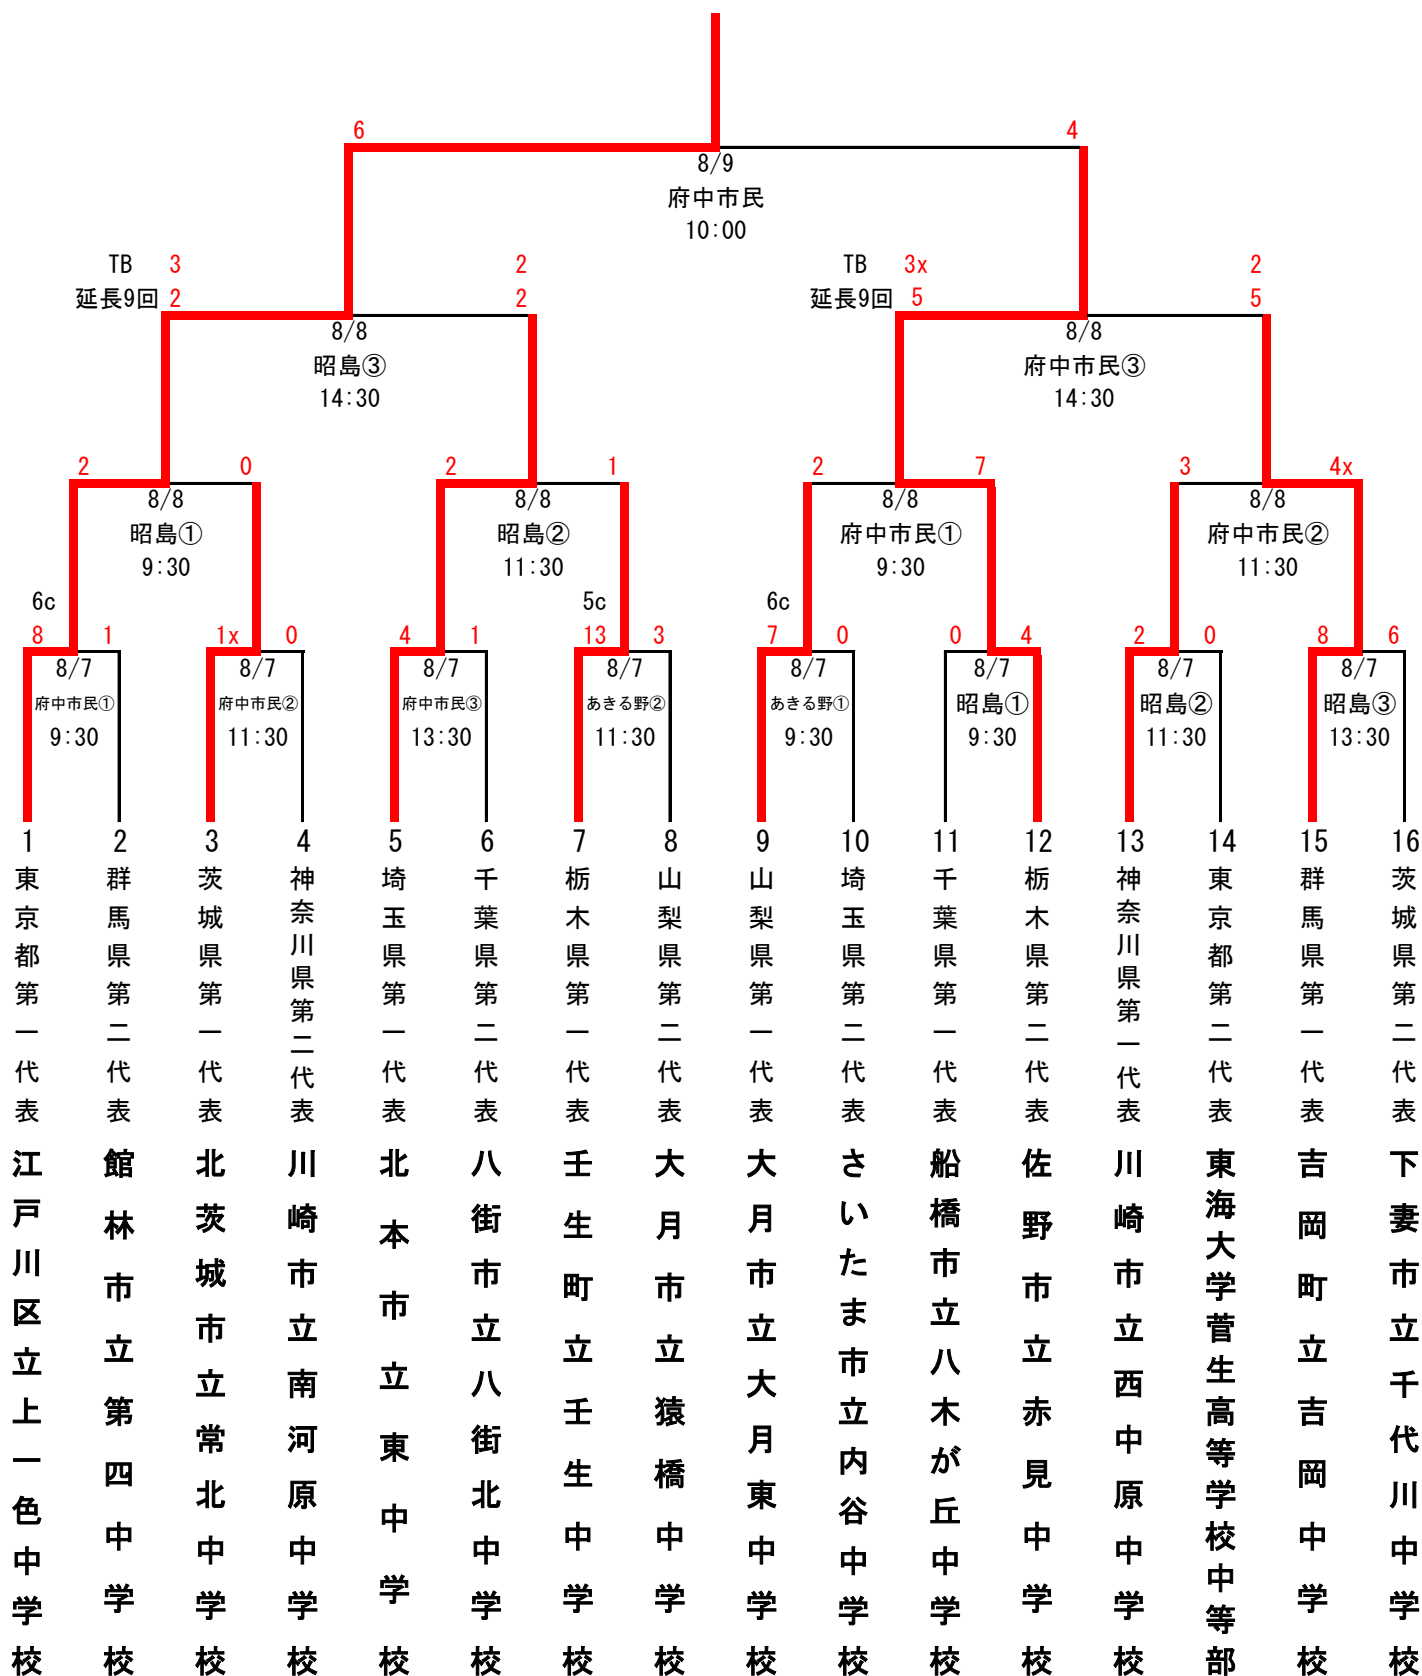 6 4
8/9
府中市民
10:00
TB 3 2 TB 3x 2
延長9回 2 2 延長9回 5 5
8/8 8/8
昭島③ 府中市民③
14:30 14:30
2 0 2 1 2 7 3 4x
8/8 8/8 8/8 8/8
昭島① 昭島② 府中市民① 府中市民②
9:30 11:30 9:30 11:30
6c 5c 6c
8 1 1x 0 4 1 13 3 7 0 0 4 2 0 8 6
8/7 8/7 8/7 8/7 8/7 8/7 8/7 8/7
府中市民① 府中市民② 府中市民③ あきる野② あきる野① 昭島① 昭島② 昭島③
9:30 11:30 13:30 11:30 9:30 9:30 11:30 13:30
1 2 3 4 5 6 7 8 9 10 11 12 13 14 15 16
東京都第一代表
群馬県第二代表
茨城県第一代表
神奈川県第二代表
埼玉県第一代表
千葉県第二代表
栃木県第一代表
山梨県第二代表
山梨県第一代表
埼玉県第二代表
千葉県第一代表
栃木県第二代表
神奈川県第一代表
東京都第二代表
群馬県第一代表
茨城県第二代表
江戸川区立上一色中学校
館林市立第四中学校
北茨城市立常北中学校
川崎市立南河原中学校
北本市立東中学校
八街市立八街北中学校
壬生町立壬生中学校
大月市立猿橋中学校
大月市立大月東中学校
さいたま市立内谷中学校
船橋市立八木が丘中学校
佐野市立赤見中学校
川崎市立西中原中学校
東海大学菅生高等学校中等部
吉岡町立吉岡中学校
下妻市立千代川中学校